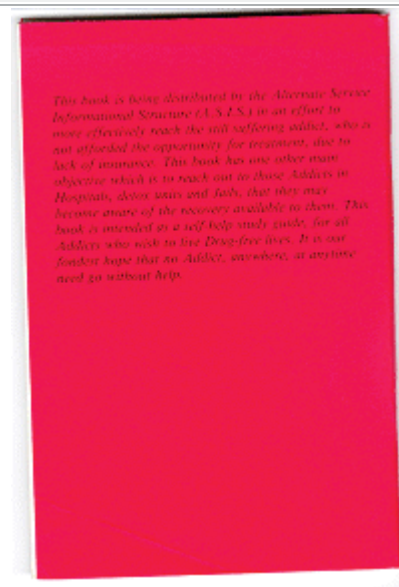 This book is being distributed by the Alternate Service
Informational Structure (A.S.I.S.) in an effort to
more effectively reach the still suffering addict, who is
not afforded the opportunity for treatment, due to
lack of insurance. This book has one other main
objective which is to reach out to those Addicts in
Hospitals, detox units and Jails, that they may
become aware of the recovery available to them. This
book is intended as a self-help study guide, for all
Addicts who wish to live Drug-free lives. It is our
fondest hope that no Addict, anywhere, at anytime
need go without help.